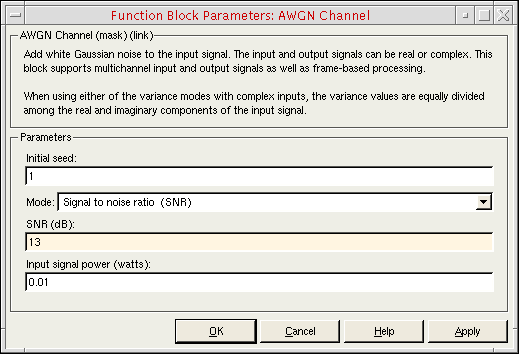 Function Block Parameters: AWGN Channel
AWGN Channel (mask) (link)
Add white Gaussian noise to the input signal. The input and output signals can be real or complex. This
block supports multichannel input and output signals as well as frame-based processing.
When using either of the variance modes with complex inputs, the variance values are equally divided
among the real and imaginary components of the input signal.
Parameters
Initial seed:
1
Mode: Signal to noise ratio (SNR)
SNR (dB):
13
Input signal power (watts):
0.01
OK Cancel Help Apply